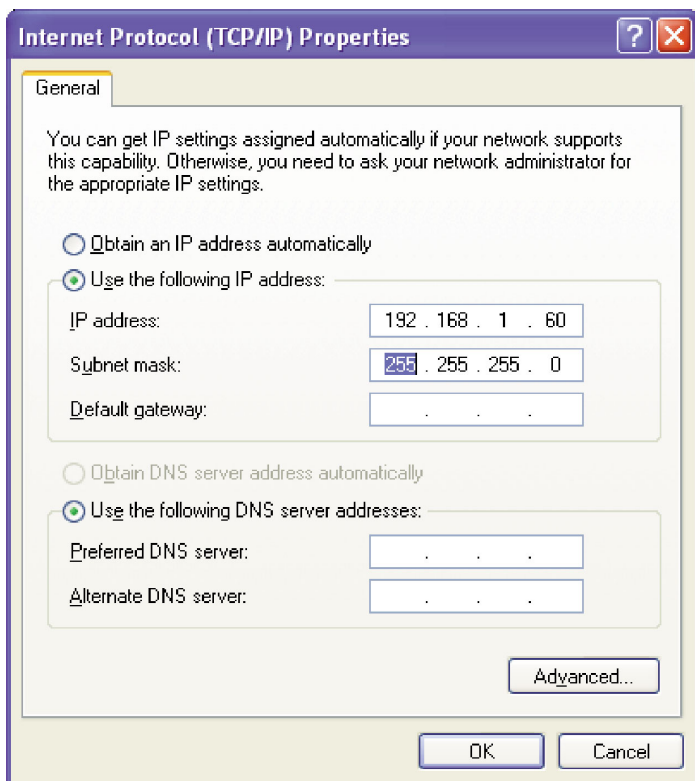 Internet Protocol (TCP/IP) Properties
General
You can get IP settings assigned automatically if your network supports
this capability. Otherwise, you need to ask your network administrator for
the appropriate IP settings.
Obtain an IP address automatically
Use the following IP address:
IP address: 192 . 168 . 1 . 60
Subnet mask: 255 . 255 . 255 . 0
Default gateway: . . .
Obtain DNS server address automatically
Use the following DNS server addresses:
Preferred DNS server: . . .
Alternate DNS server: . . .
Advanced...
OK Cancel